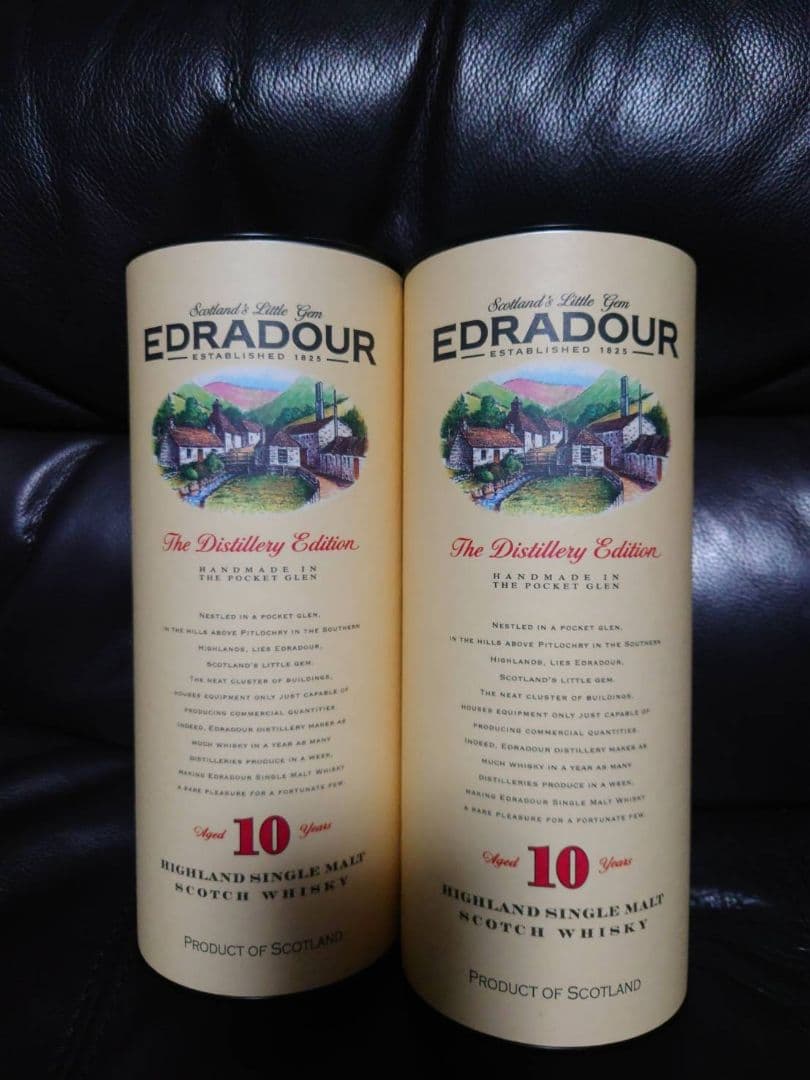 Scotland's Little Gem
EDRADOUR
ESTABLISHED 1825
The Distillery Edition
HANDMADE IN
THE POCKET GLEN
NESTLED IN A POCKET GLEN,
IN THE HILLS ABOVE PITLOCHRY IN THE SOUTHERN
HIGHLANDS, LIES EDRADOUR,
SCOTLAND'S LITTLE GEM.
THE NEAT CLUSTER OF BUILDINGS,
HOUSES EQUIPMENT ONLY JUST CAPABLE OF
PRODUCING COMMERCIAL QUANTITIES.
INDEED, EDRADOUR DISTILLERY MAKES AS
MUCH WHISKY IN A YEAR AS MANY
DISTILLERIES PRODUCE IN A WEEK,
MAKING EDRADOUR SINGLE MALT WHISKY
A RARE PLEASURE FOR A FORTUNATE FEW.
Aged 10 Years
HIGHLAND SINGLE MALT
SCOTCH WHISKY
PRODUCT OF SCOTLAND
Scotland's Little Gem
EDRADOUR
ESTABLISHED 1825
The Distillery Edition
HANDMADE IN
THE POCKET GLEN
NESTLED IN A POCKET GLEN,
IN THE HILLS ABOVE PITLOCHRY IN THE SOUTHERN
HIGHLANDS, LIES EDRADOUR,
SCOTLAND'S LITTLE GEM.
THE NEAT CLUSTER OF BUILDINGS,
HOUSES EQUIPMENT ONLY JUST CAPABLE OF
PRODUCING COMMERCIAL QUANTITIES.
INDEED, EDRADOUR DISTILLERY MAKES AS
MUCH WHISKY IN A YEAR AS MANY
DISTILLERIES PRODUCE IN A WEEK,
MAKING EDRADOUR SINGLE MALT WHISKY
A RARE PLEASURE FOR A FORTUNATE FEW.
Aged 10 Years
HIGHLAND SINGLE MALT
SCOTCH WHISKY
PRODUCT OF SCOTLAND